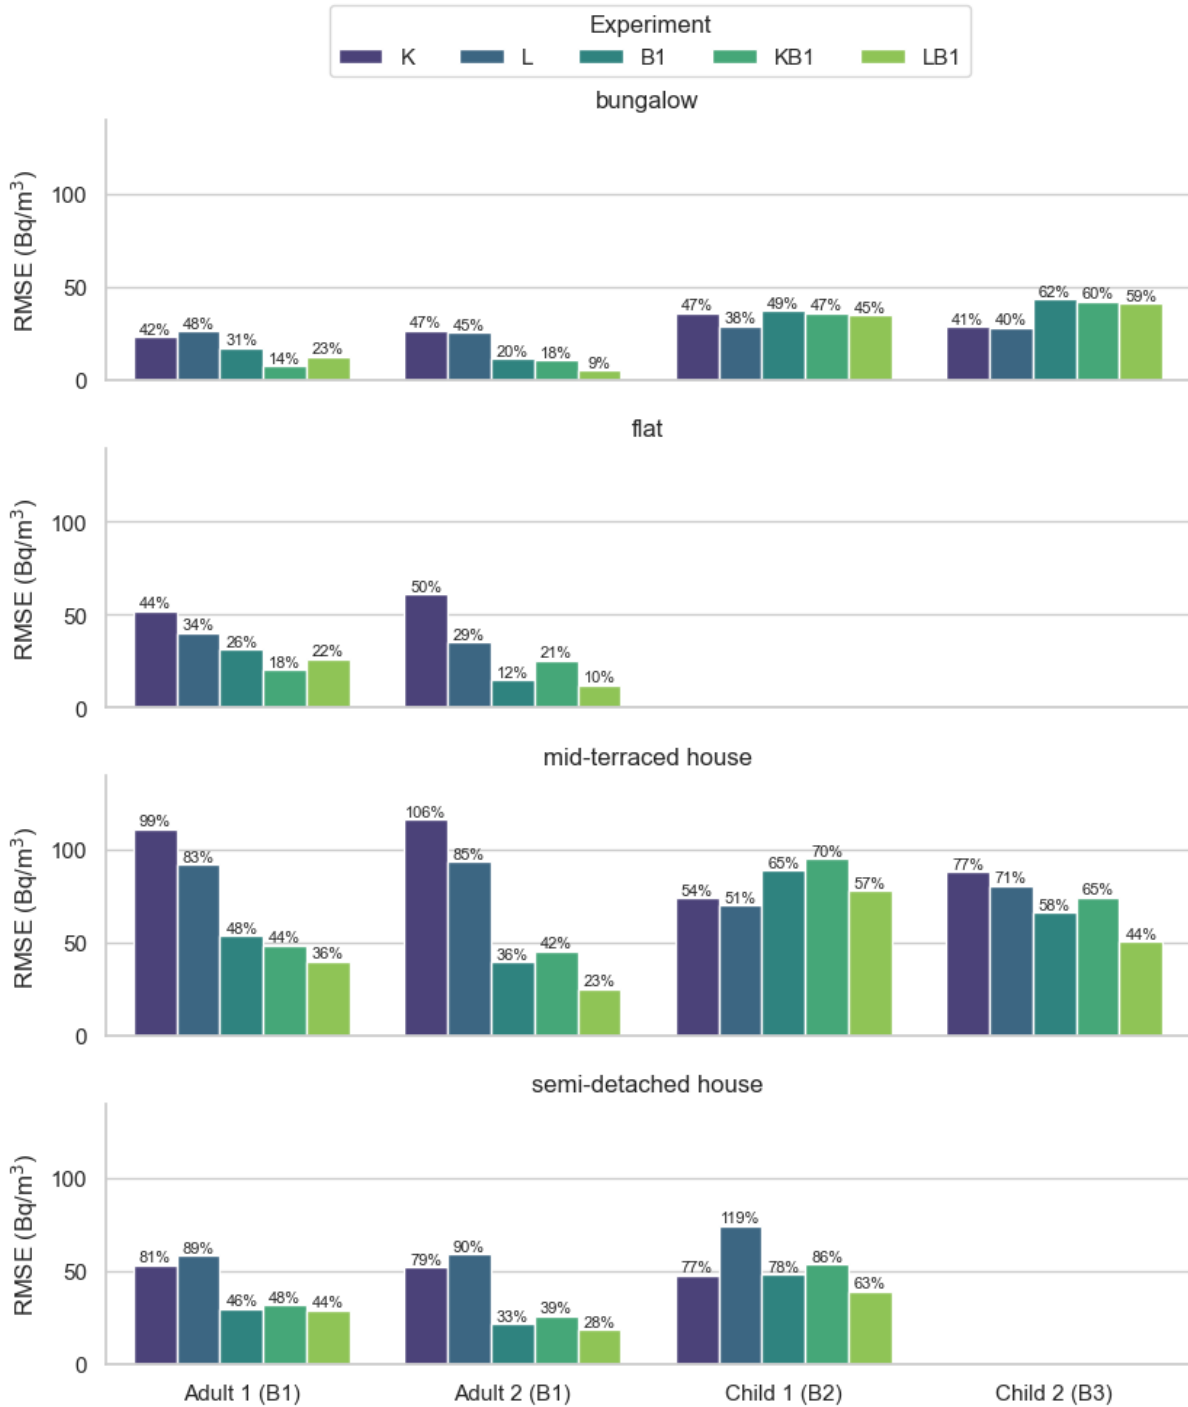 Experiment
K L B1 KB1 LB1
bungalow
RMSE (Bq/m³)
100
50
0
42% 48% 31% 14% 23% 47% 45% 20% 18% 9% 47% 38% 49% 47% 45% 41% 40% 62% 60% 59%
flat
RMSE (Bq/m³)
100
50
0
44% 34% 26% 18% 22% 50% 29% 12% 21% 10%
mid-terraced house
RMSE (Bq/m³)
100
50
0
99% 83% 48% 44% 36% 106% 85% 36% 42% 23% 54% 51% 65% 70% 57% 77% 71% 58% 65% 44%
semi-detached house
RMSE (Bq/m³)
100
50
0
81% 89% 46% 48% 44% 79% 90% 33% 39% 28% 77% 119% 78% 86% 63%
Adult 1 (B1) Adult 2 (B1) Child 1 (B2) Child 2 (B3)